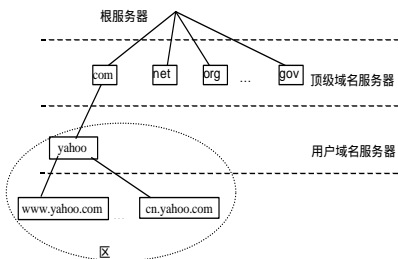 根服务器
com net org … gov
顶级域名服务器
yahoo
用户域名服务器
www.yahoo.com … cn.yahoo.com
区